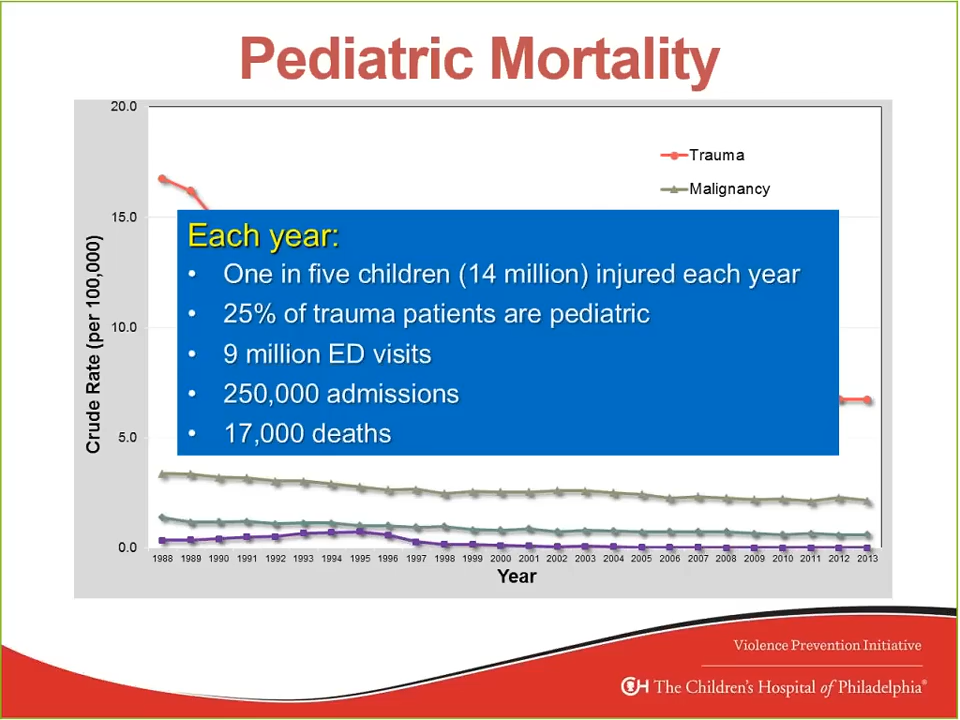 Pediatric Mortality
20.0
Trauma
Malignancy
15.0
Each year:
• One in five children (14 million) injured each year
• 25% of trauma patients are pediatric
• 9 million ED visits
• 250,000 admissions
• 17,000 deaths
10.0
5.0
0.0
Crude Rate (per 100,000)
1988 1989 1990 1991 1992 1993 1994 1995 1996 1997 1998 1999 2000 2001 2002 2003 2004 2005 2006 2007 2008 2009 2010 2011 2012 2013
Year
Violence Prevention Initiative
CH The Children's Hospital of Philadelphia®